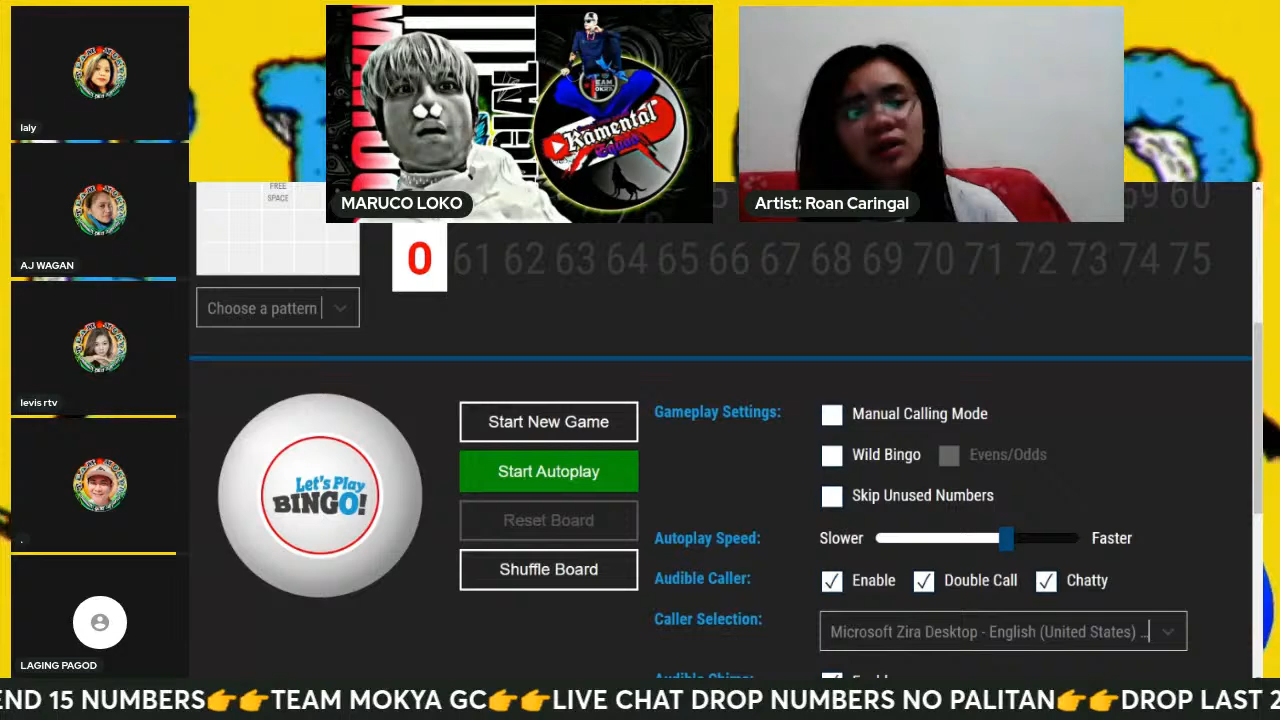 laly
AJ WAGAN
levis rtv
.
LAGING PAGOD
MARUCO LOKO
TEAM
Kamental
Artist: Roan Caringal
FREE
SPACE
59 60
0 61 62 63 64 65 66 67 68 69 70 71 72 73 74 75
Choose a pattern
Let's Play
BINGO!
Start New Game
Start Autoplay
Reset Board
Shuffle Board
Gameplay Settings:
Manual Calling Mode
Wild Bingo Evens/Odds
Skip Unused Numbers
Autoplay Speed: Slower Faster
Audible Caller: Enable Double Call Chatty
Caller Selection: Microsoft Zira Desktop - English (United States) ...
END 15 NUMBERS👉👉TEAM MOKYA GC👉👉LIVE CHAT DROP NUMBERS NO PALITAN👉👉DROP LAST 2